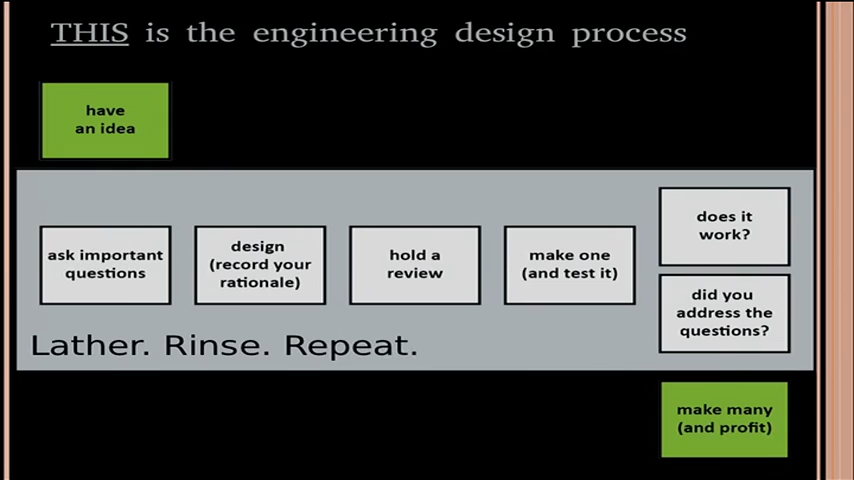 THIS is the engineering design process
have
an idea
ask important
questions
design
(record your
rationale)
hold a
review
make one
(and test it)
does it
work?
did you
address the
questions?
Lather. Rinse. Repeat.
make many
(and profit)